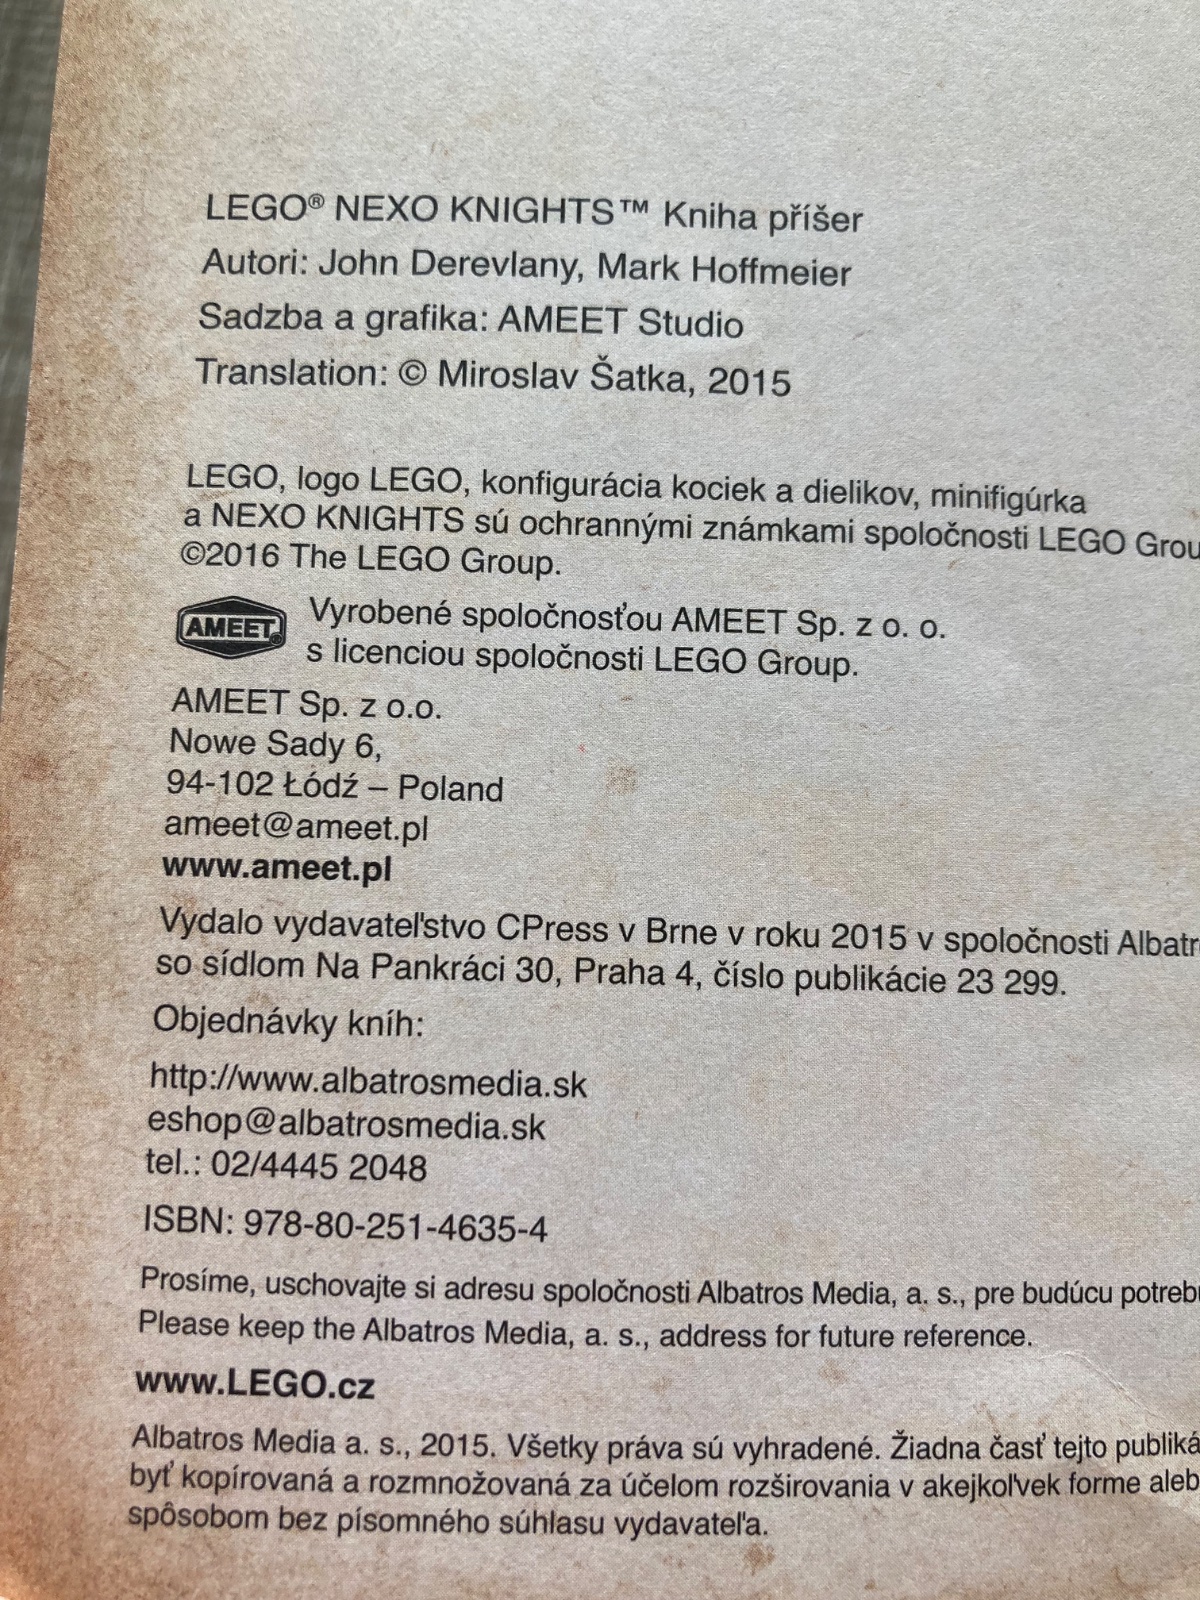 LEGO® NEXO KNIGHTS™ Kniha příšer
Autori: John Derevlany, Mark Hoffmeier
Sadzba a grafika: AMEET Studio
Translation: © Miroslav Šatka, 2015
LEGO, logo LEGO, konfigurácia kociek a dielikov, minifigúrka
a NEXO KNIGHTS sú ochrannými známkami spoločnosti LEGO
©2016 The LEGO Group.
AMEET® Vyrobené spoločnosťou AMEET Sp. z o. o.
s licenciou spoločnosti LEGO Group.
AMEET Sp. z o.o.
Nowe Sady 6,
94-102 Łódź – Poland
ameet@ameet.pl
www.ameet.pl
Vydalo vydavateľstvo CPress v Brne v roku 2015 v spoločnosti
so sídlom Na Pankráci 30, Praha 4, číslo publikácie 23 299.
Objednávky kníh:
http://www.albatrosmedia.sk
eshop@albatrosmedia.sk
tel.: 02/4445 2048
ISBN: 978-80-251-4635-4
Prosíme, uschovajte si adresu spoločnosti Albatros Media, a. s., pre budúcu
Please keep the Albatros Media, a. s., address for future reference.
www.LEGO.cz
Albatros Media a. s., 2015. Všetky práva sú vyhradené. Žiadna časť tejto
byť kopírovaná a rozmnožovaná za účelom rozširovania v akejkoľvek forme
spôsobom bez písomného súhlasu vydavateľa.